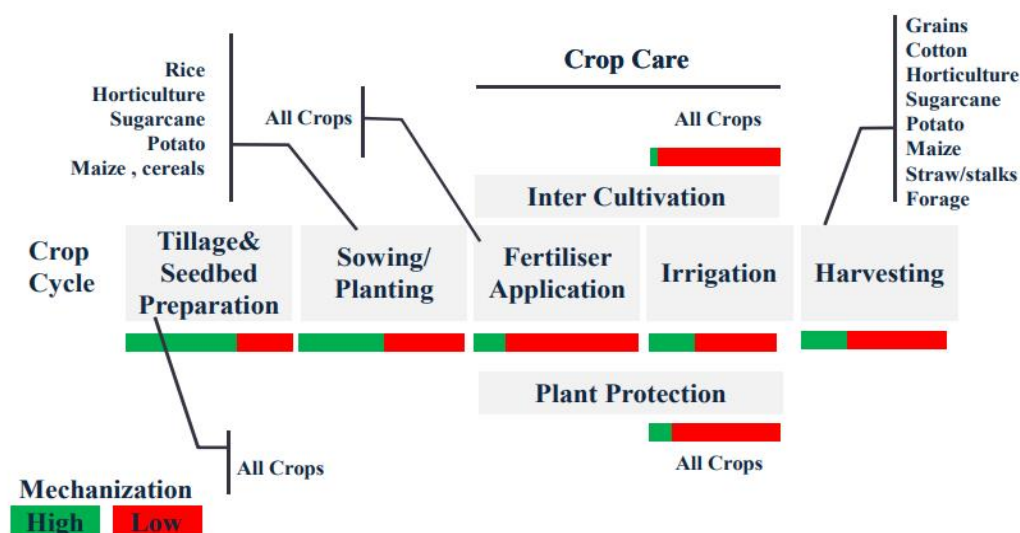 Rice
Horticulture
Sugarcane
Potato
Maize , cereals
All Crops
Crop Care
All Crops
Inter Cultivation
Grains
Cotton
Horticulture
Sugarcane
Potato
Maize
Straw/stalks
Forage
Crop
Cycle
Tillage&
Seedbed
Preparation
Sowing/
Planting
Fertiliser
Application
Irrigation
Harvesting
Plant Protection
All Crops
All Crops
Mechanization
High
Low